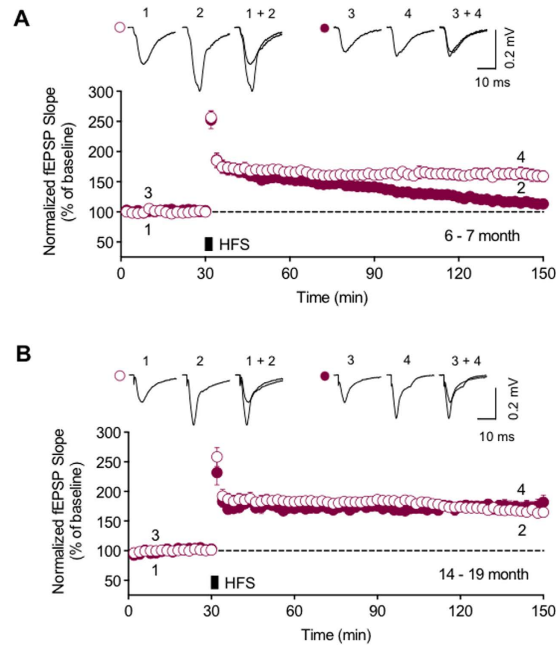 A
1 2 1 + 2 3 4 3 + 4
0.2 mV
10 ms
Normalized fEPSP Slope
(% of baseline)
300
250
200
150
100
50
3
1
4
2
HFS
6 - 7 month
0 30 60 90 120 150
Time (min)
B
1 2 1 + 2 3 4 3 + 4
0.2 mV
10 ms
Normalized fEPSP Slope
(% of baseline)
300
250
200
150
100
50
3
1
4
2
HFS
14 - 19 month
0 30 60 90 120 150
Time (min)